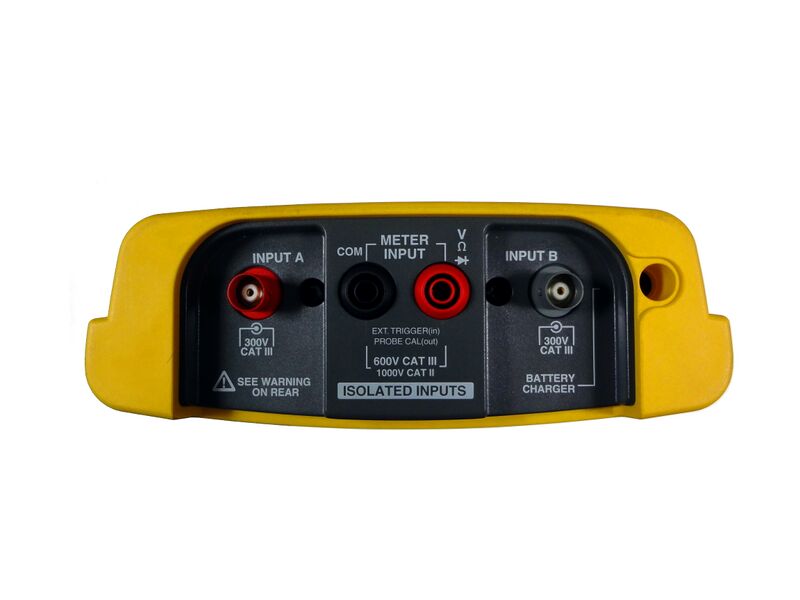 INPUT A
300V
CAT III
SEE WARNING
ON REAR
COM
METER
INPUT
V
Ω
EXT. TRIGGER(in)
PROBE CAL(out)
600V CAT III
1000V CAT II
ISOLATED INPUTS
INPUT B
300V
CAT III
BATTERY
CHARGER